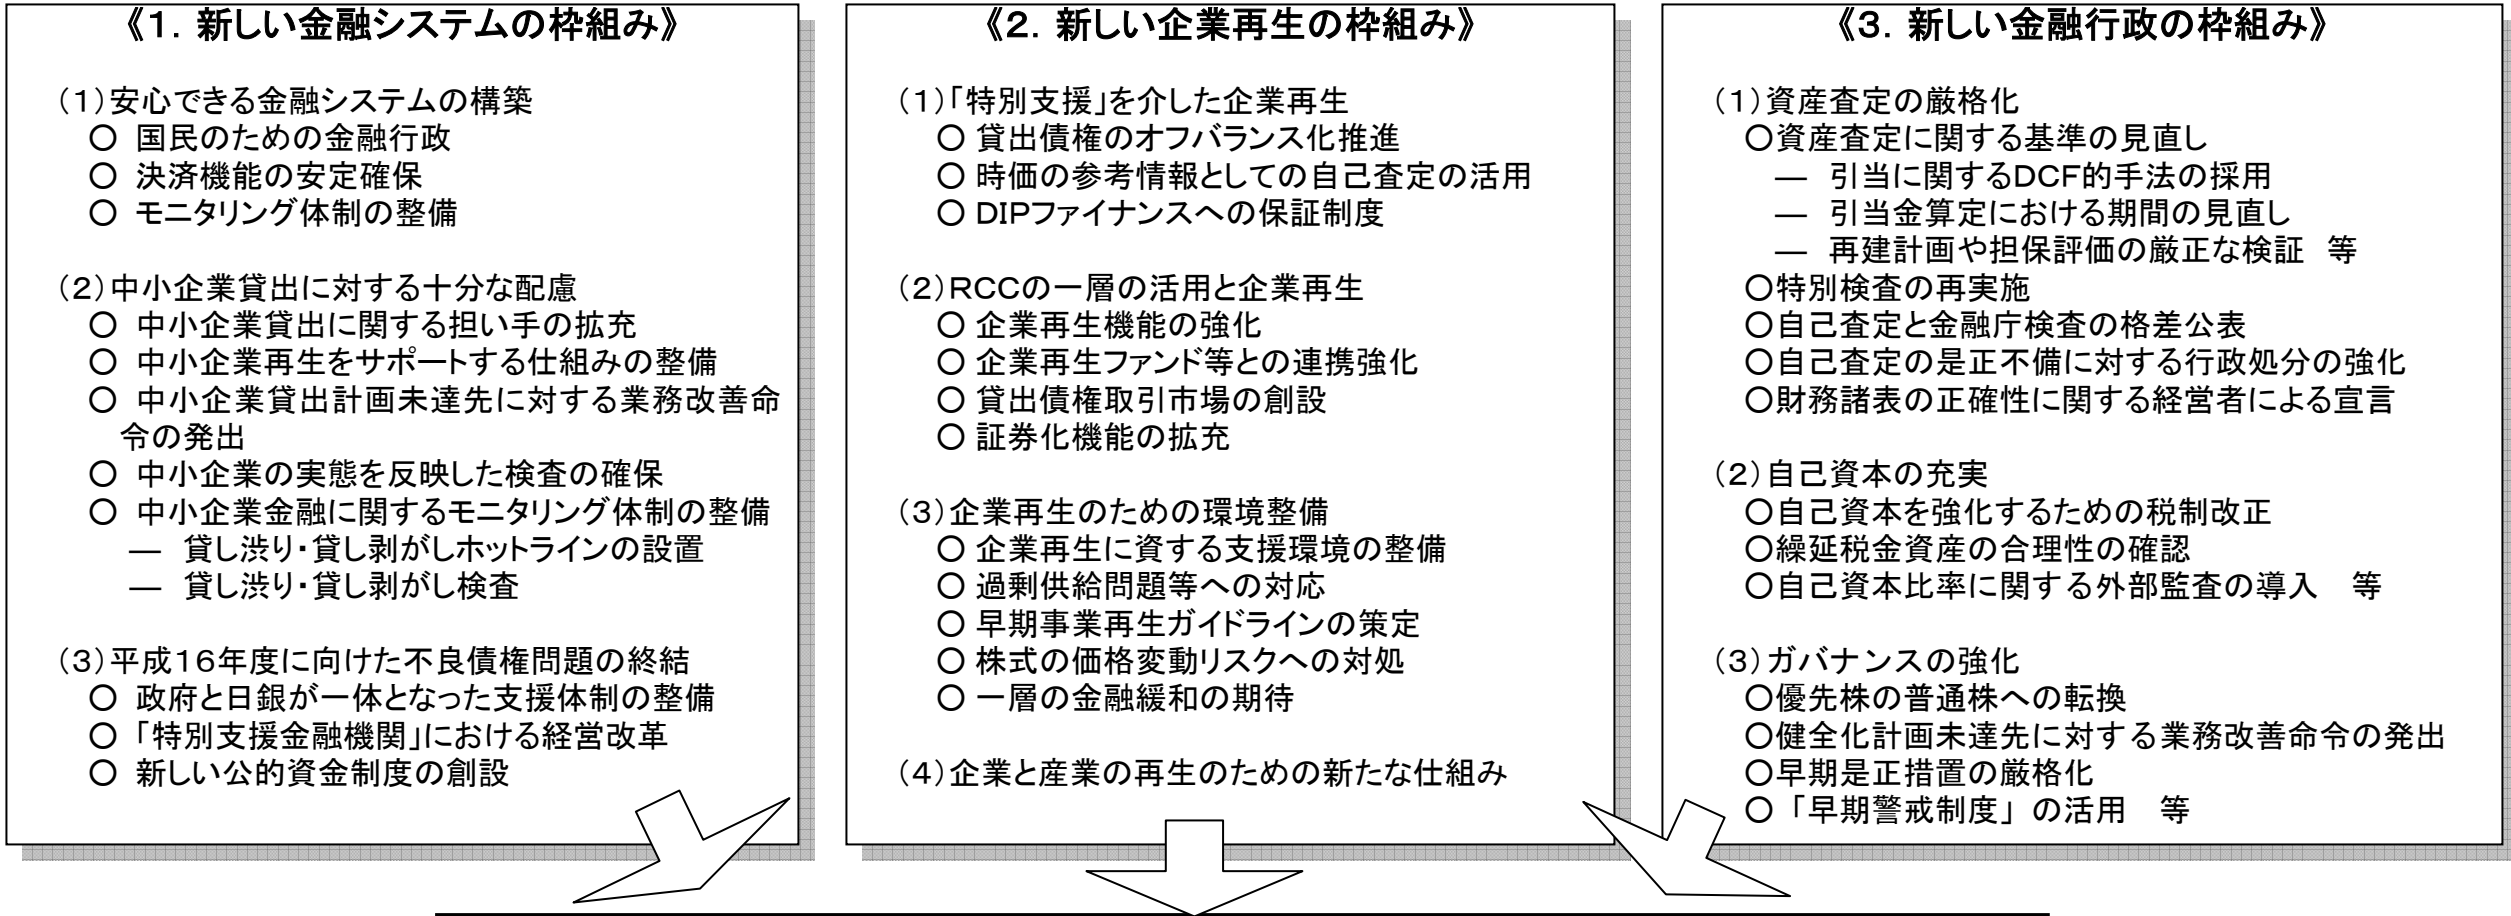 《1．新しい金融システムの枠組み》
（1）安心できる金融システムの構築
○ 国民のための金融行政
○ 決済機能の安定確保
○ モニタリング体制の整備
（2）中小企業貸出に対する十分な配慮
○ 中小企業貸出に関する担い手の拡充
○ 中小企業再生をサポートする仕組みの整備
○ 中小企業貸出計画未達先に対する業務改善命
令の発出
○ 中小企業の実態を反映した検査の確保
○ 中小企業金融に関するモニタリング体制の整備
― 貸し渋り・貸し剥がしホットラインの設置
― 貸し渋り・貸し剥がし検査
（3）平成16年度に向けた不良債権問題の終結
○ 政府と日銀が一体となった支援体制の整備
○ 「特別支援金融機関」における経営改革
○ 新しい公的資金制度の創設
《2．新しい企業再生の枠組み》
（1）「特別支援」を介した企業再生
○ 貸出債権のオフバランス化推進
○ 時価の参考情報としての自己査定の活用
○ DIPファイナンスへの保証制度
（2）RCCの一層の活用と企業再生
○ 企業再生機能の強化
○ 企業再生ファンド等との連携強化
○ 貸出債権取引市場の創設
○ 証券化機能の拡充
（3）企業再生のための環境整備
○ 企業再生に資する支援環境の整備
○ 過剰供給問題等への対応
○ 早期事業再生ガイドラインの策定
○ 株式の価格変動リスクへの対処
○ 一層の金融緩和の期待
（4）企業と産業の再生のための新たな仕組み
《3．新しい金融行政の枠組み》
（1）資産査定の厳格化
○資産査定に関する基準の見直し
― 引当に関するDCF的手法の採用
― 引当金算定における期間の見直し
― 再建計画や担保評価の厳正な検証 等
○特別検査の再実施
○自己査定と金融庁検査の格差公表
○自己査定の是正不備に対する行政処分の強化
○財務諸表の正確性に関する経営者による宣言
（2）自己資本の充実
○自己資本を強化するための税制改正
○繰延税金資産の合理性の確認
○自己資本比率に関する外部監査の導入 等
（3）ガバナンスの強化
○優先株の普通株への転換
○健全化計画未達先に対する業務改善命令の発出
○早期是正措置の厳格化
○「早期警戒制度」の活用 等